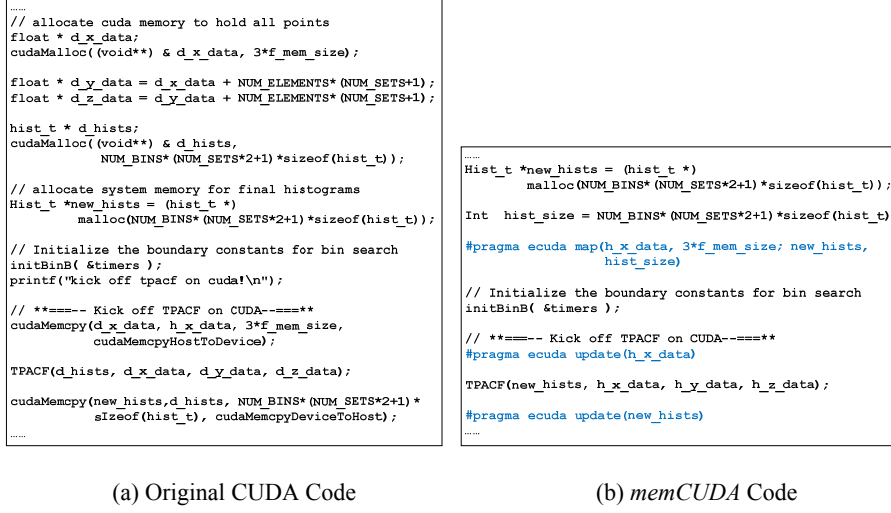 ……
// allocate cuda memory to hold all points
float * d_x_data;
cudaMalloc((void**) & d_x_data, 3*f_mem_size);
float * d_y_data = d_x_data + NUM_ELEMENTS*(NUM_SETS+1);
float * d_z_data = d_y_data + NUM_ELEMENTS*(NUM_SETS+1);
hist_t * d_hists;
cudaMalloc((void**) & d_hists,
NUM_BINS*(NUM_SETS*2+1)*sizeof(hist_t));
// allocate system memory for final histograms
Hist_t *new_hists = (hist_t *)
malloc(NUM_BINS*(NUM_SETS*2+1)*sizeof(hist_t));
// Initialize the boundary constants for bin search
initBinB( &timers );
printf("kick off tpacf on cuda!\n");
// **===-- Kick off TPACF on CUDA--===**
cudaMemcpy(d_x_data, h_x_data, 3*f_mem_size,
cudaMemcpyHostToDevice);
TPACF(d_hists, d_x_data, d_y_data, d_z_data);
cudaMemcpy(new_hists,d_hists, NUM_BINS*(NUM_SETS*2+1)*
sIzeof(hist_t), cudaMemcpyDeviceToHost);
……
(a) Original CUDA Code
……
Hist_t *new_hists = (hist_t *)
malloc(NUM_BINS*(NUM_SETS*2+1)*sizeof(hist_t));
Int hist_size = NUM_BINS*(NUM_SETS*2+1)*sizeof(hist_t)
#pragma ecuda map(h_x_data, 3*f_mem_size; new_hists,
hist_size)
// Initialize the boundary constants for bin search
initBinB( &timers );
// **===-- Kick off TPACF on CUDA--===**
#pragma ecuda update(h_x_data)
TPACF(new_hists, h_x_data, h_y_data, h_z_data);
#pragma ecuda update(new_hists)
……
(b) memCUDA Code